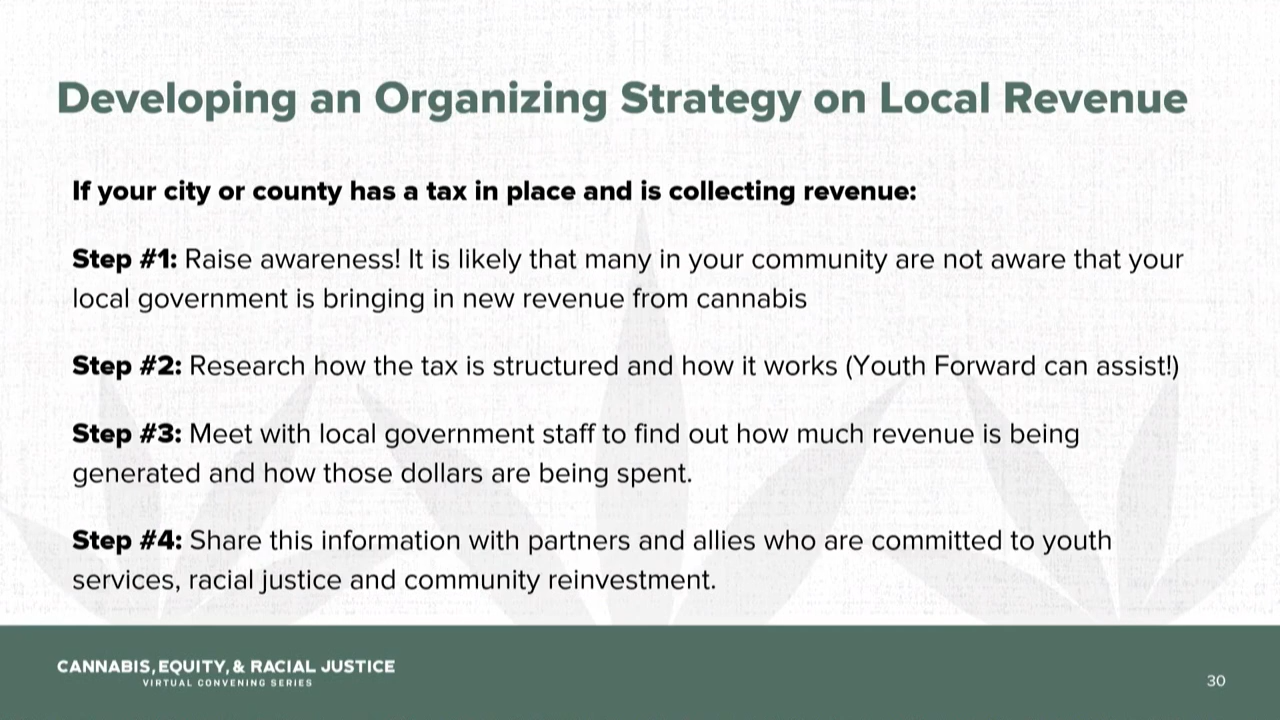 Developing an Organizing Strategy on Local Revenue
If your city or county has a tax in place and is collecting revenue:
Step #1: Raise awareness! It is likely that many in your community are not aware that your
local government is bringing in new revenue from cannabis
Step #2: Research how the tax is structured and how it works (Youth Forward can assist!)
Step #3: Meet with local government staff to find out how much revenue is being
generated and how those dollars are being spent.
Step #4: Share this information with partners and allies who are committed to youth
services, racial justice and community reinvestment.
CANNABIS, EQUITY, & RACIAL JUSTICE
VIRTUAL CONVENING SERIES
30